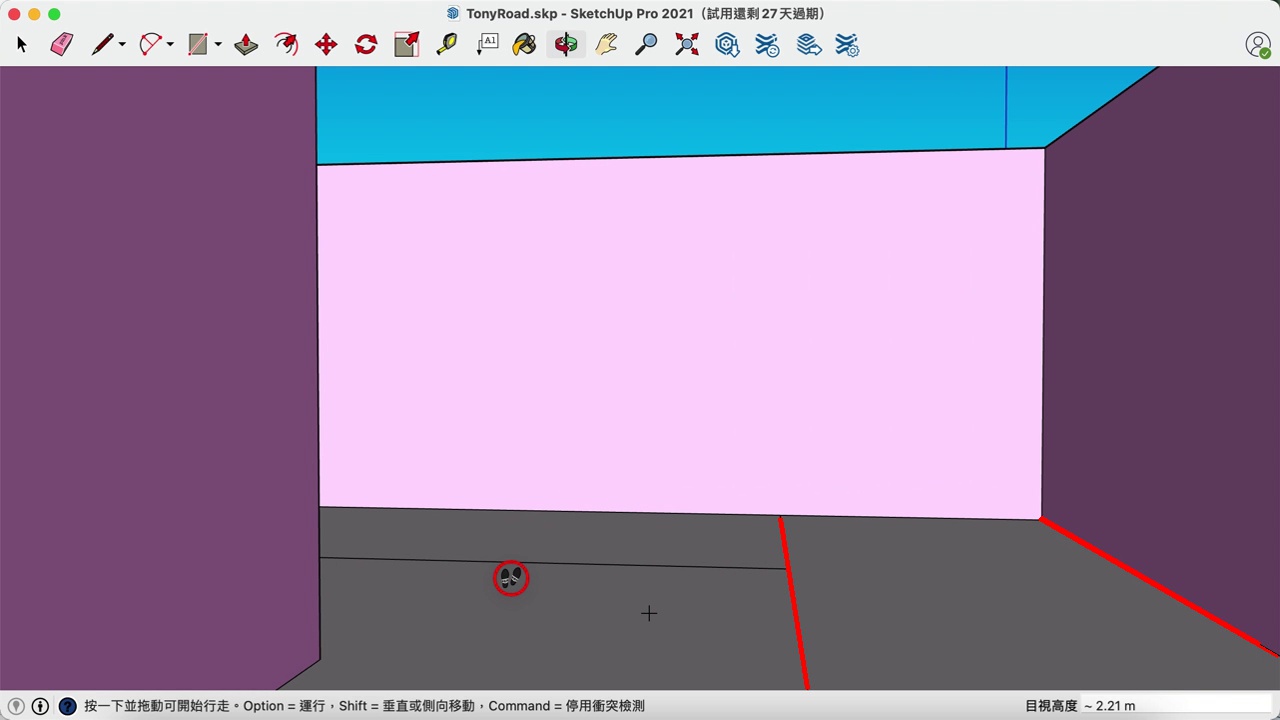 TonyRoad.skp - SketchUp Pro 2021（試用還剩 27 天過期）
A1
按一下並拖動可開始行走。Option = 運行，Shift = 垂直或側向移動，Command = 停用衝突檢測
目視高度 ~ 2.21 m